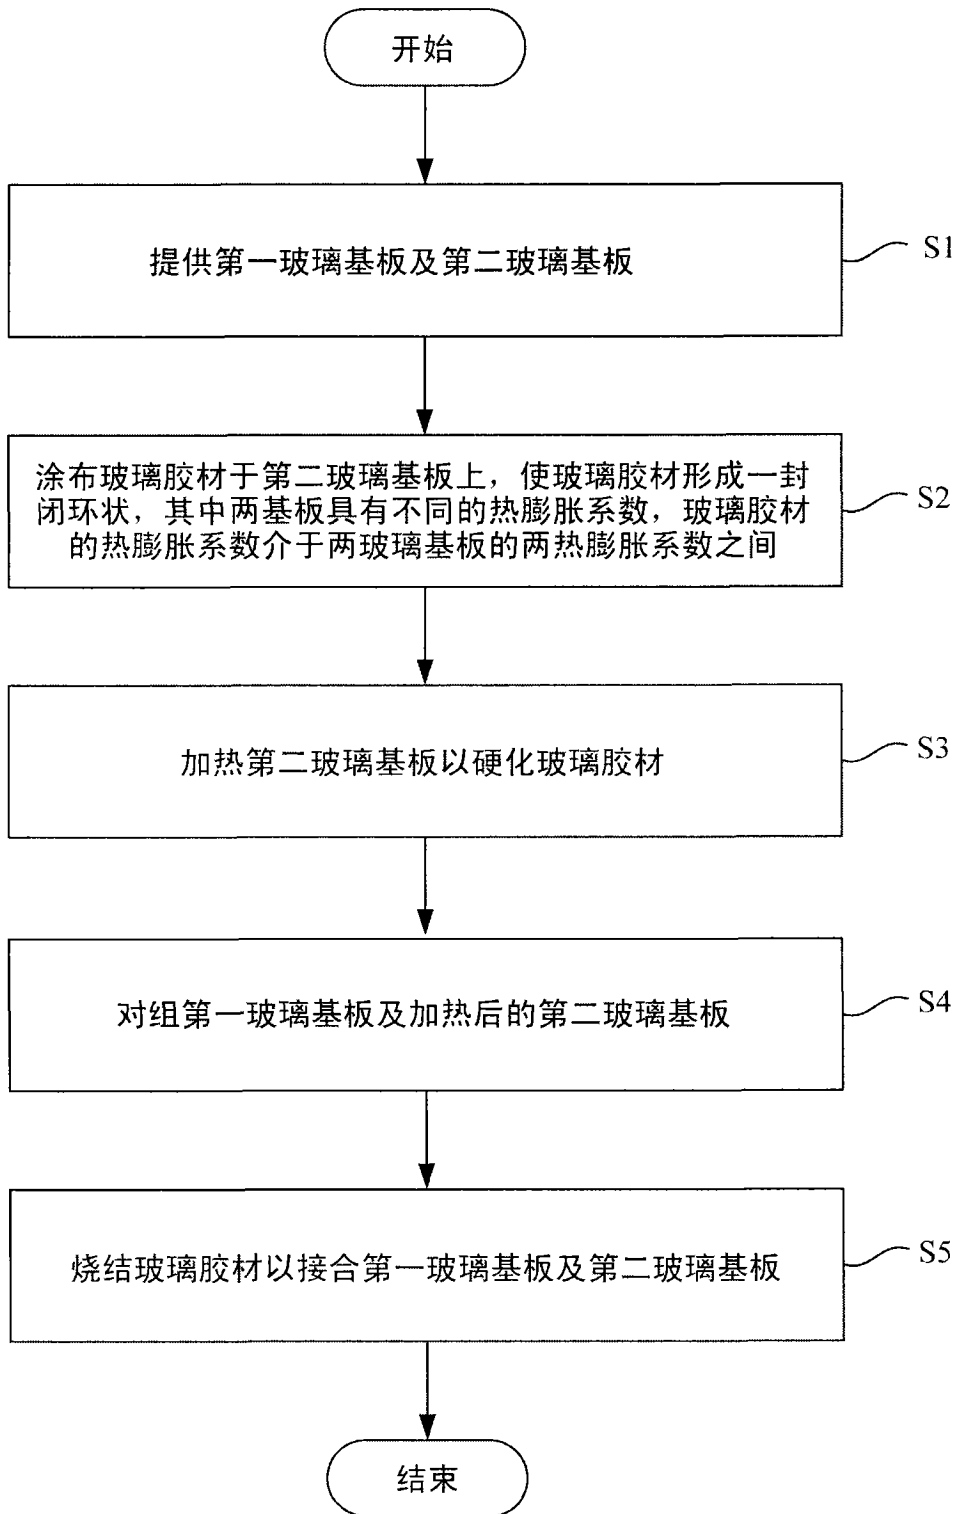 开始
提供第一玻璃基板及第二玻璃基板
S1
涂布玻璃胶材于第二玻璃基板上，使玻璃胶材形成一封
闭环状，其中两基板具有不同的热膨胀系数，玻璃胶材
的热膨胀系数介于两玻璃基板的两热膨胀系数之间
S2
加热第二玻璃基板以硬化玻璃胶材
S3
对组第一玻璃基板及加热后的第二玻璃基板
S4
烧结玻璃胶材以接合第一玻璃基板及第二玻璃基板
S5
结束